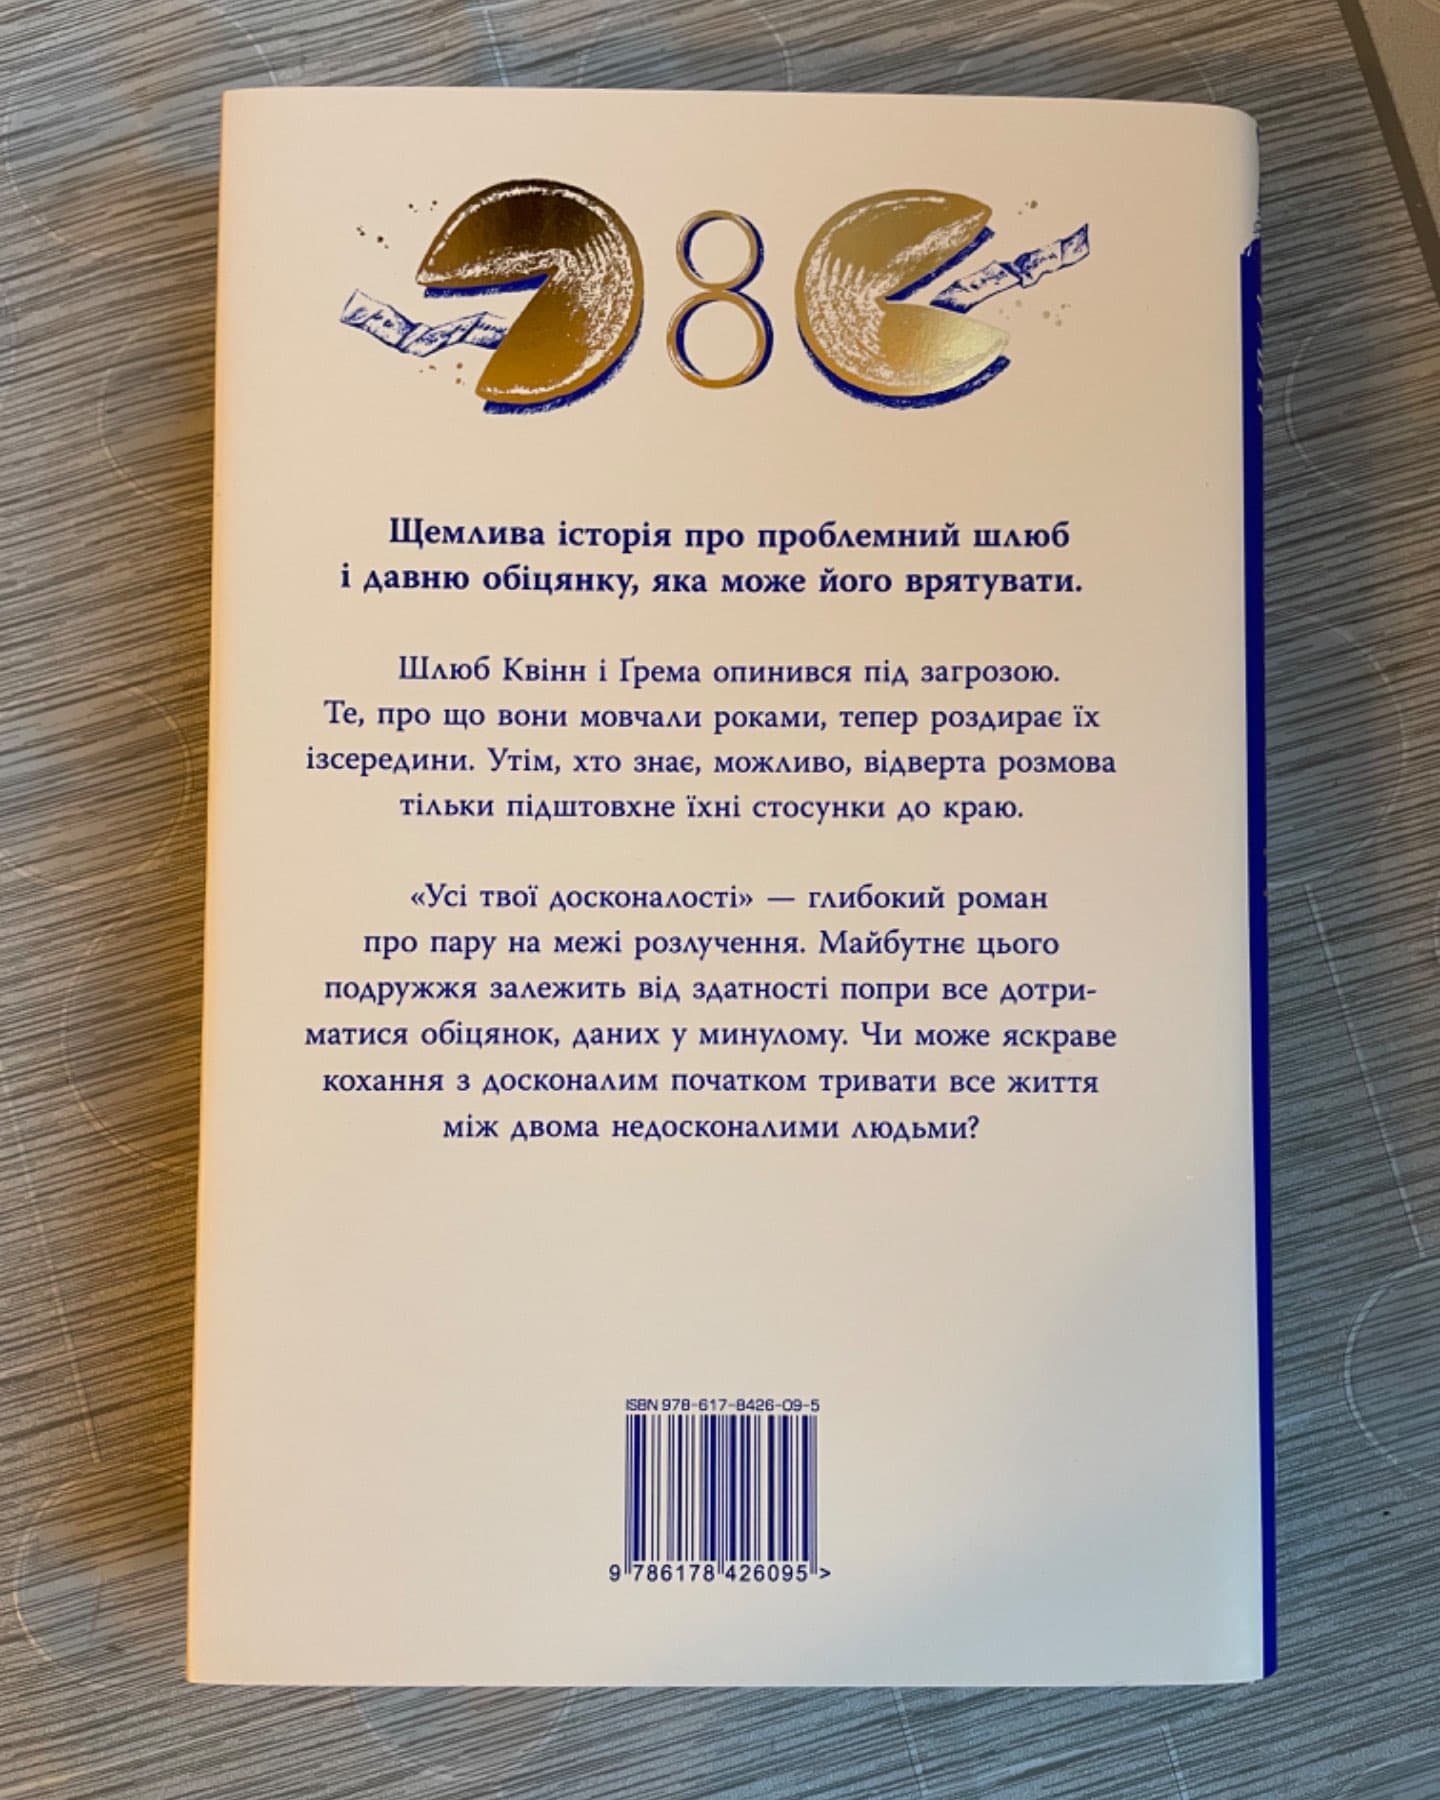 Щемлива історія про проблемний шлюб
і давню обіцянку, яка може його врятувати.
Шлюб Квінн і Ґрема опинився під загрозою.
Те, про що вони мовчали роками, тепер роздирає їх
ізсередини. Утім, хто знає, можливо, відверта розмова
тільки підштовхне їхні стосунки до краю.
«Усі твої досконалості» — глибокий роман
про пару на межі розлучення. Майбутнє цього
подружжя залежить від здатності попри все дотри-
матися обіцянок, даних у минулому. Чи може яскраве
кохання з досконалим початком тривати все життя
між двома недосконалими людьми?
ISBN 978-617-8426-09-5
9 786178 426095 >